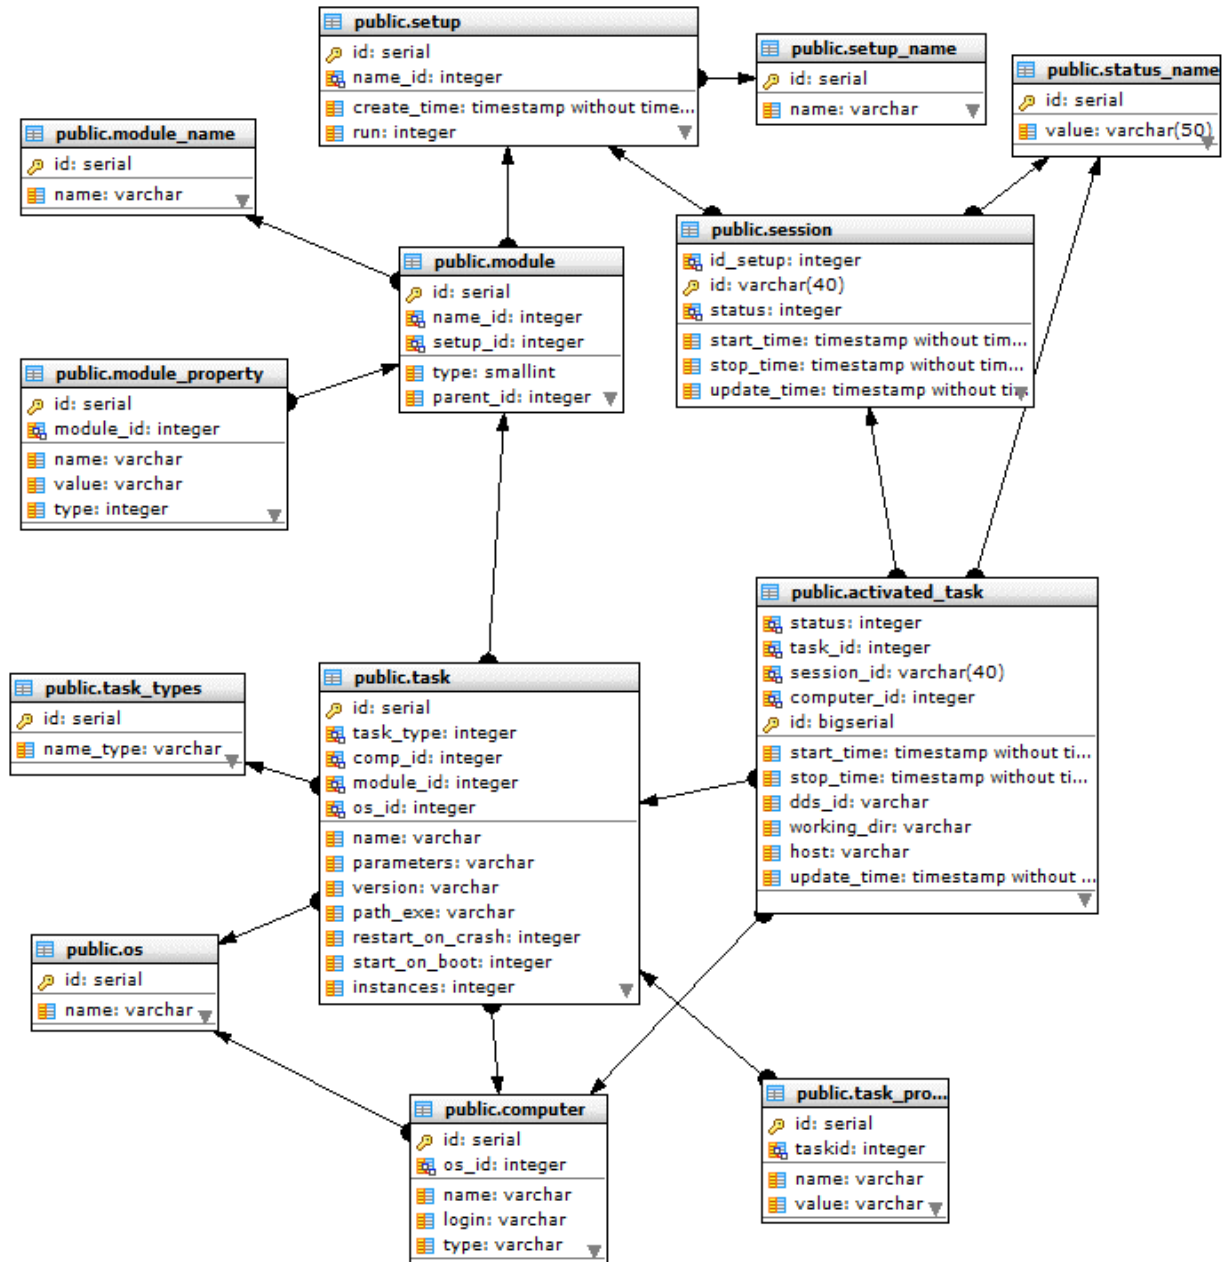 public.setup
id: serial
name_id: integer
create_time: timestamp without time...
run: integer
public.setup_name
id: serial
name: varchar
public.status_name
id: serial
value: varchar(50)
public.module_name
id: serial
name: varchar
public.module
id: serial
name_id: integer
setup_id: integer
type: smallint
parent_id: integer
public.session
id_setup: integer
id: varchar(40)
status: integer
start_time: timestamp without tim...
stop_time: timestamp without tim...
update_time: timestamp without
public.module_property
id: serial
module_id: integer
name: varchar
value: varchar
type: integer
public.activated_task
status: integer
task_id: integer
session_id: varchar(40)
computer_id: integer
id: bigserial
start_time: timestamp without ti...
stop_time: timestamp without ti...
dds_id: varchar
working_dir: varchar
host: varchar
update_time: timestamp without ...
public.task_types
id: serial
name_type: varchar
public.task
id: serial
task_type: integer
comp_id: integer
module_id: integer
os_id: integer
name: varchar
parameters: varchar
version: varchar
path_exe: varchar
restart_on_crash: integer
start_on_boot: integer
instances: integer
public.os
id: serial
name: varchar
public.computer
id: serial
os_id: integer
name: varchar
login: varchar
type: varchar
public.task_pro...
id: serial
taskid: integer
name: varchar
value: varchar